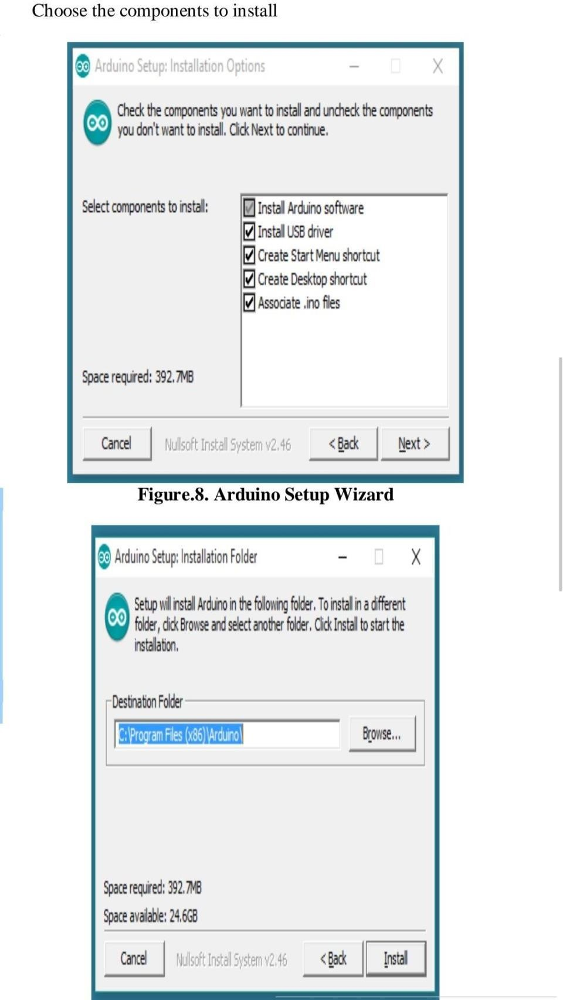 Choose the components to install
Arduino Setup: Installation Options
Check the components you want to install and uncheck the components
you don't want to install. Click Next to continue.
Select components to install:
Install Arduino software
Install USB driver
Create Start Menu shortcut
Create Desktop shortcut
Associate .ino files
Space required: 392.7MB
Cancel
Nullsoft Install System v2.46
< Back
Next >
Figure.8. Arduino Setup Wizard
Arduino Setup: Installation Folder
Setup will install Arduino in the following folder. To install in a different
folder, click Browse and select another folder. Click Install to start the
installation.
Destination Folder
C:\Program Files (x86)\Arduino\
Browse...
Space required: 392.7MB
Space available: 24.6GB
Cancel
Nullsoft Install System v2.46
< Back
Install